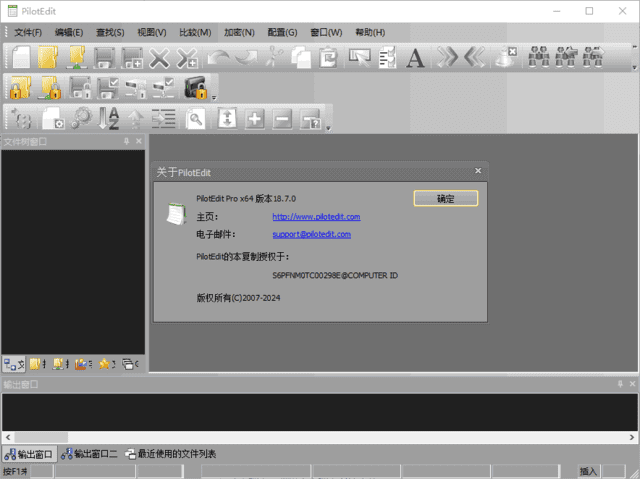 PilotEdit
文件(F) 编辑(E) 查找(S) 视图(V) 比较(M) 加密(N) 配置(G) 窗口(W) 帮助(H)
文件树窗口
关于PilotEdit
PilotEdit Pro x64 版本18.7.0
确定
主页: http://www.pilotedit.com
电子邮件: support@pilotedit.com
PilotEdit的本复制授权于:
S6PFNM0TC00298E@COMPUTER ID
版权所有(C)2007-2024
输出窗口
输出窗口 输出窗口二 最近使用的文件列表
按F1
插入